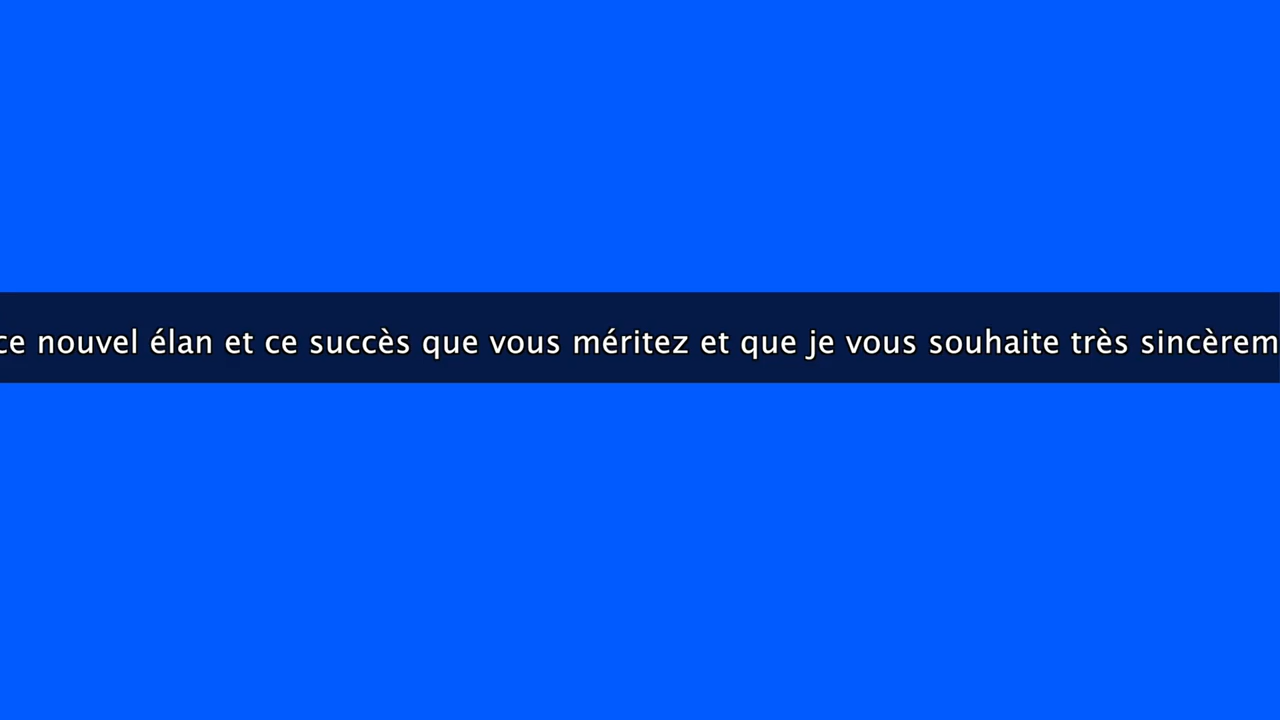 ce nouvel élan et ce succès que vous méritez et que je vous souhaite très sincèrem